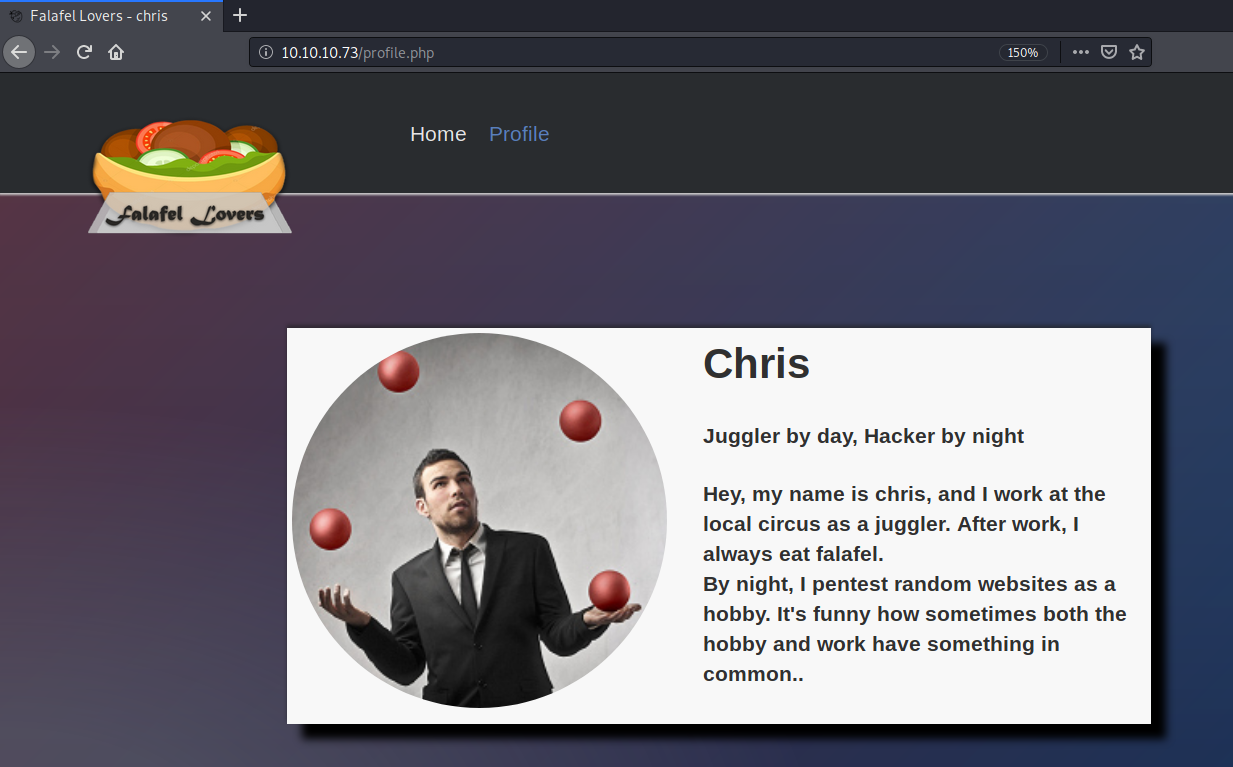 Falafel Lovers - chris
10.10.10.73/profile.php
150%
Home
Profile
Falafel Lovers
Chris
Juggler by day, Hacker by night
Hey, my name is chris, and I work at the
local circus as a juggler. After work, I
always eat falafel.
By night, I pentest random websites as a
hobby. It's funny how sometimes both the
hobby and work have something in
common..